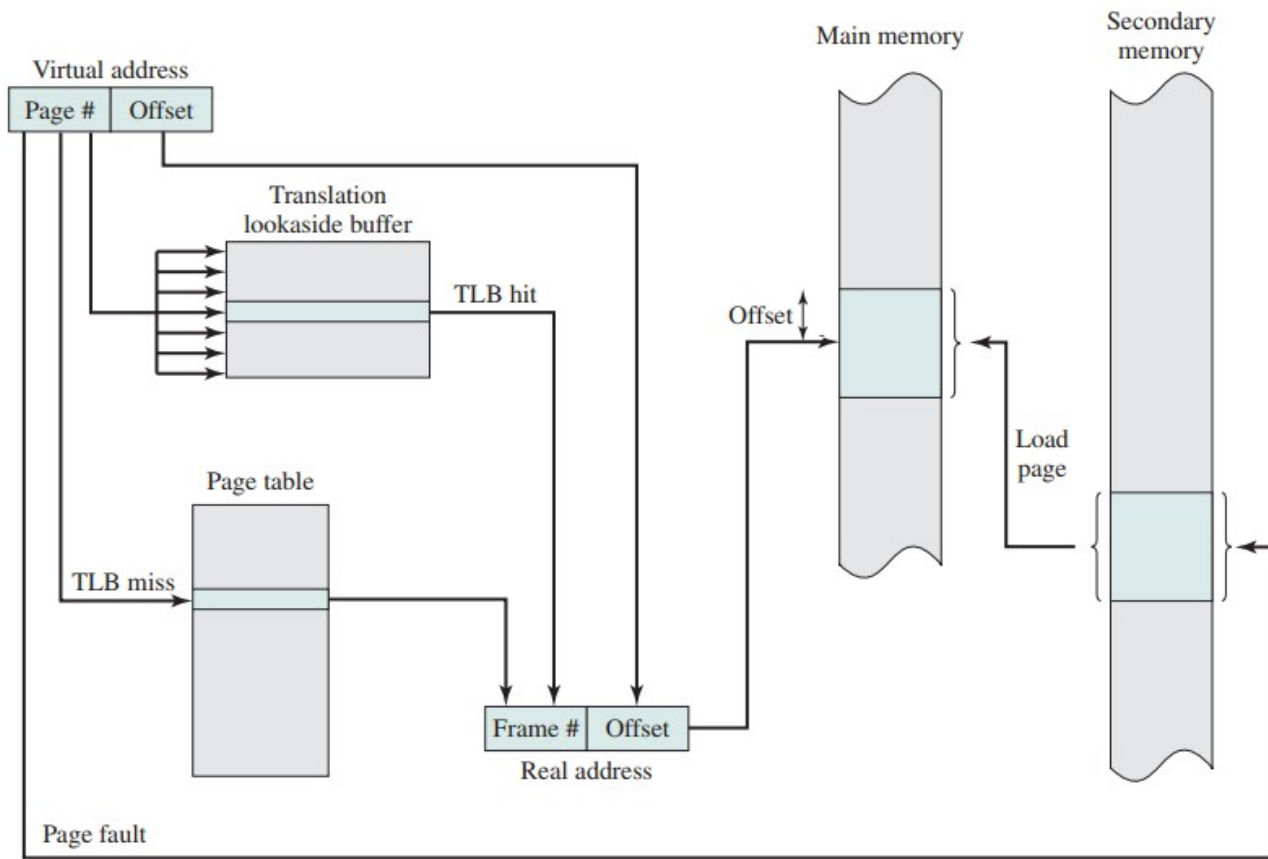 Main memory
Secondary
memory
Virtual address
Page #
Offset
Translation
lookaside buffer
TLB hit
Offset
Load
page
Page table
TLB miss
Frame #
Offset
Real address
Page fault